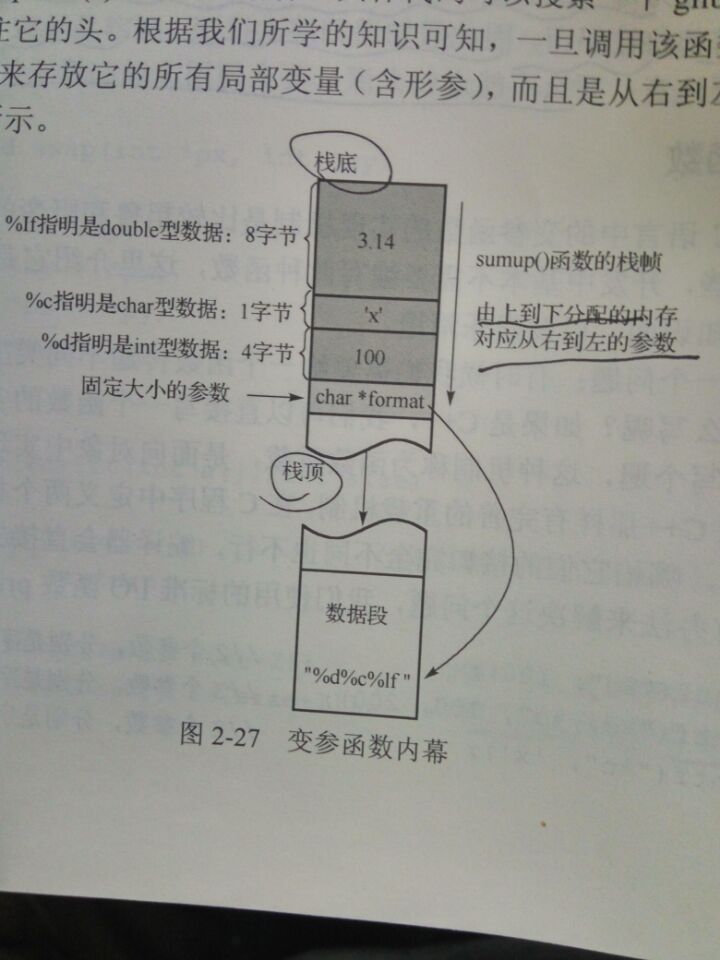 住它的头。根据我们所学的知识可知，一旦调用该函
来存放它的所有局部变量（含形参），而且是从右到左
示。
栈底
%If指明是double型数据：8字节
3.14
sumup()函数的栈帧
%c指明是char型数据：1字节
'x'
由上到下分配的内存
对应从右到左的参数
%d指明是int型数据：4字节
100
固定大小的参数
char *format
栈顶
数据段
"%d%c%lf"
图 2-27 变参函数内幕